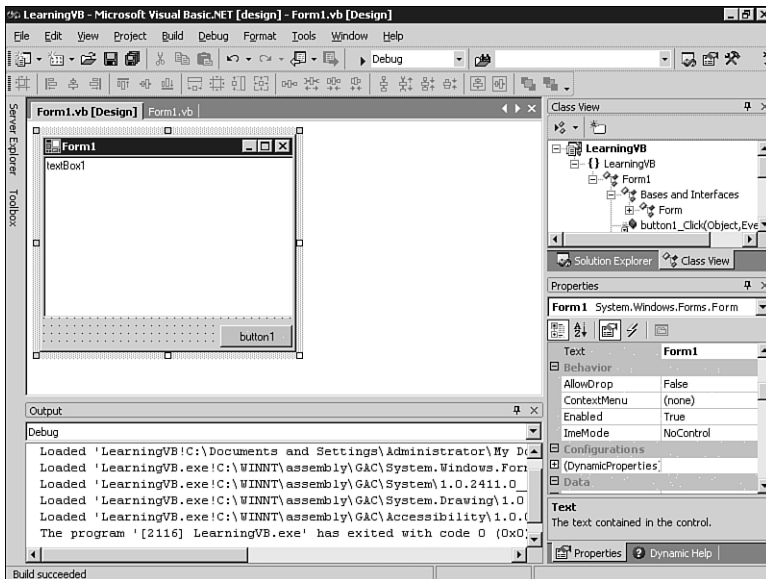 LearningVB - Microsoft Visual Basic.NET [design] - Form1.vb [Design]
File Edit View Project Build Debug Format Tools Window Help
Debug
Server Explorer
Toolbox
Form1.vb [Design] Form1.vb
Form1
textBox1
button1
Class View
LearningVB
{} LearningVB
Form1
Bases and Interfaces
Form
button1_Click(Object,Eve
Solution Explorer Class View
Properties
Form1 System.Windows.Forms.Form
Text Form1
Behavior
AllowDrop False
ContextMenu (none)
Enabled True
ImeMode NoControl
Configurations
(DynamicProperties)
Data
Text
The text contained in the control.
Properties Dynamic Help
Output
Debug
Loaded 'LearningVB!C:\Documents and Settings\Administrator\My Do
Loaded 'LearningVB.exe!C:\WINNT\assembly\GAC\System.Windows.For
Loaded 'LearningVB.exe!C:\WINNT\assembly\GAC\System\1.0.2411.0__
Loaded 'LearningVB.exe!C:\WINNT\assembly\GAC\System.Drawing\1.0
Loaded 'LearningVB.exe!C:\WINNT\assembly\GAC\Accessibility\1.0.
The program '[2116] LearningVB.exe' has exited with code 0 (0x0)
Build succeeded